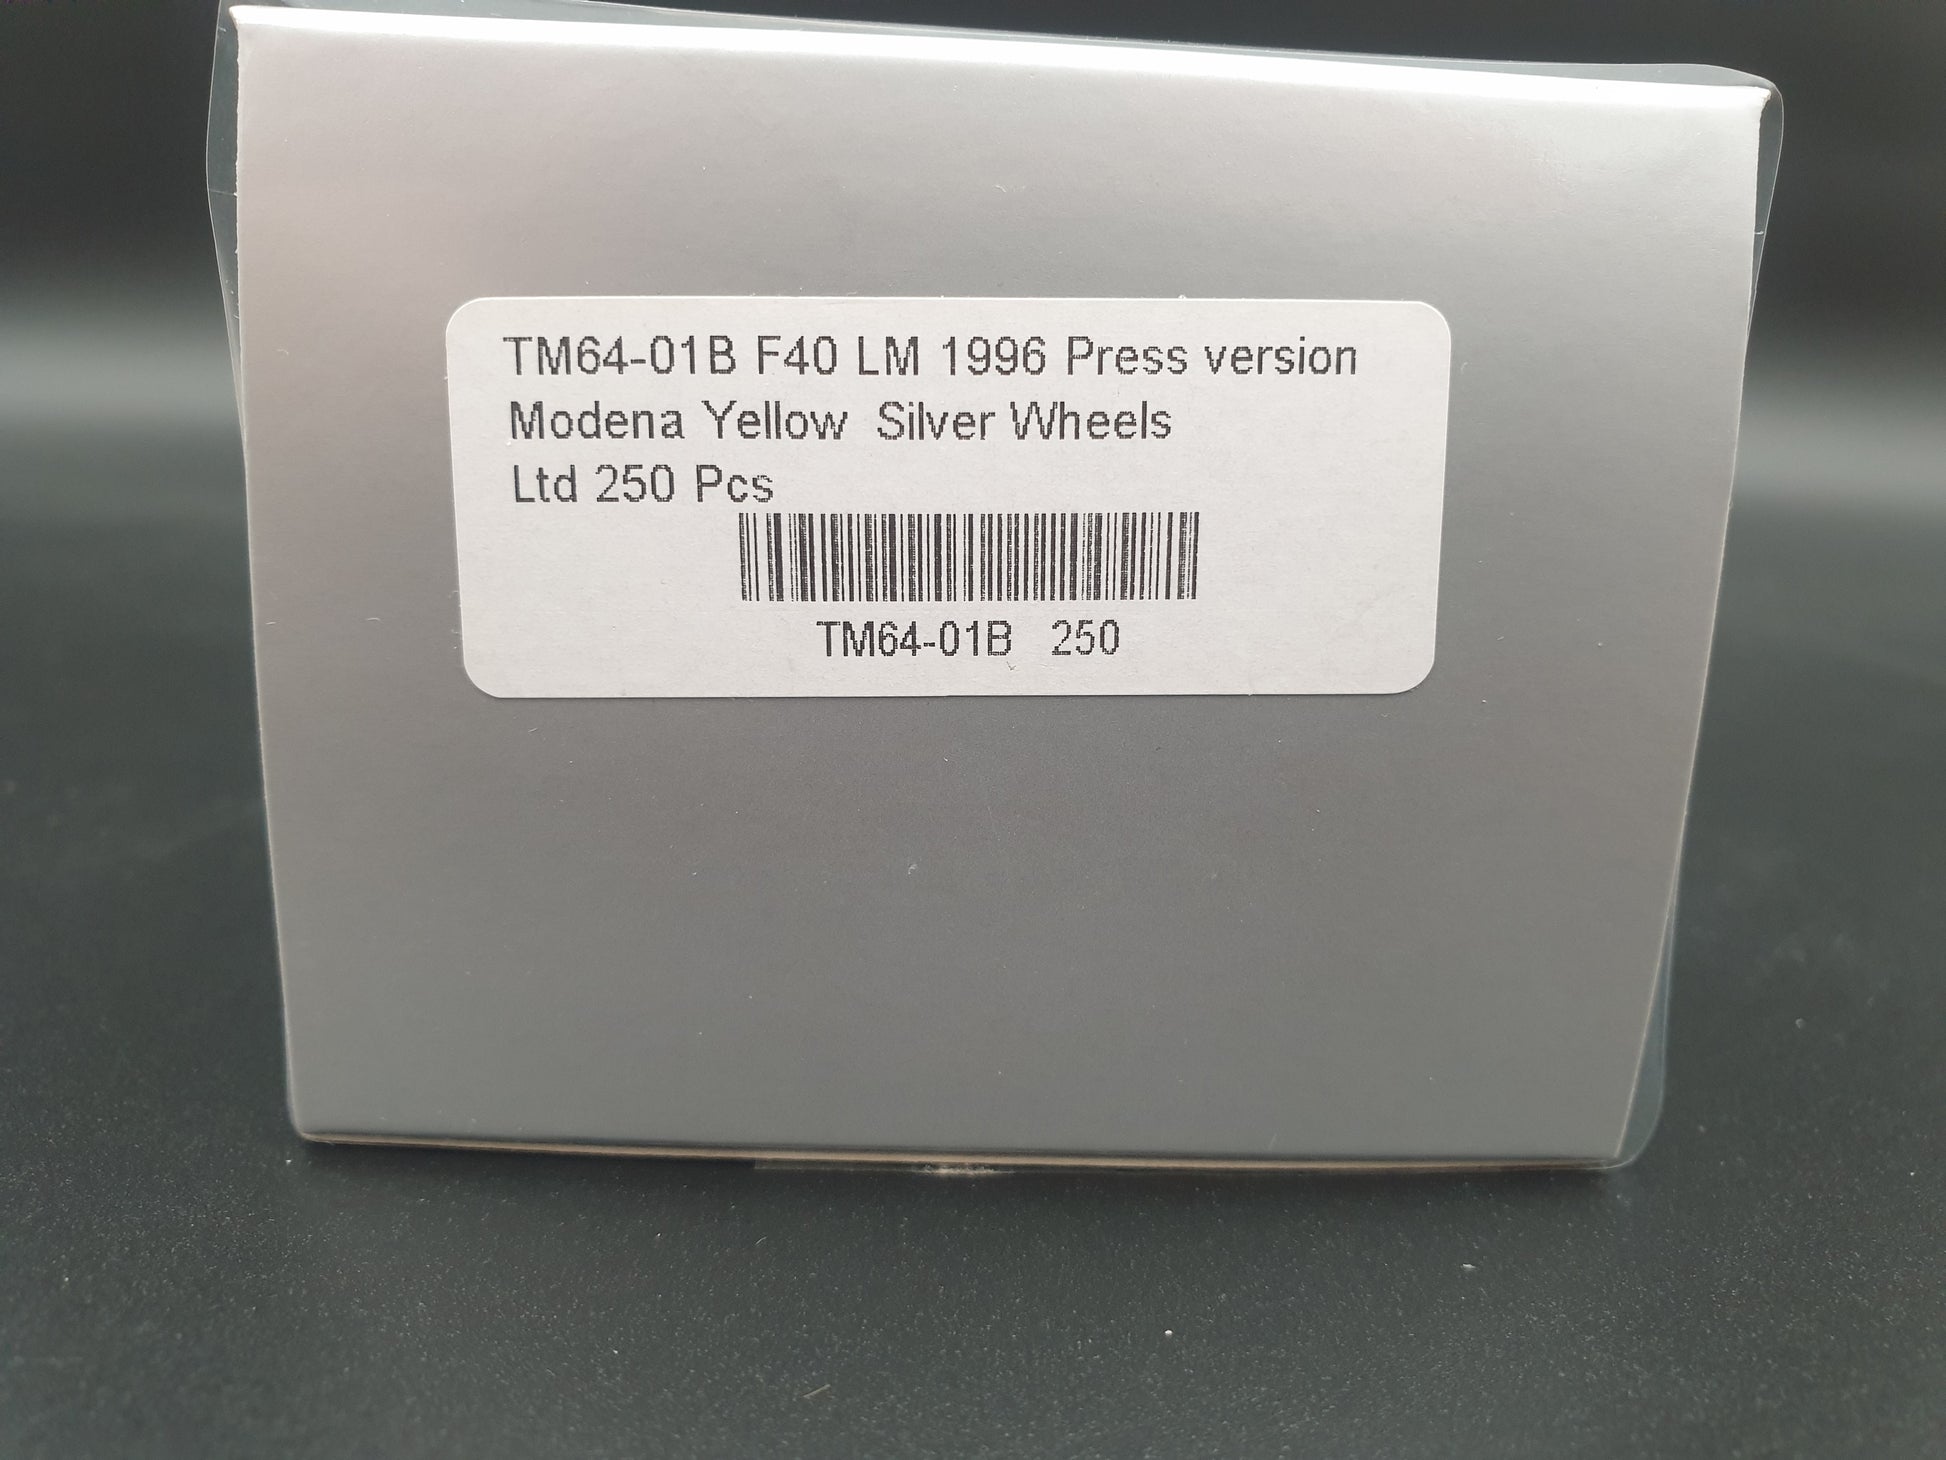 TM64-01B F40 LM 1996 Press version
Modena Yellow  Silver Wheels
Ltd 250 Pcs
TM64-01B   250